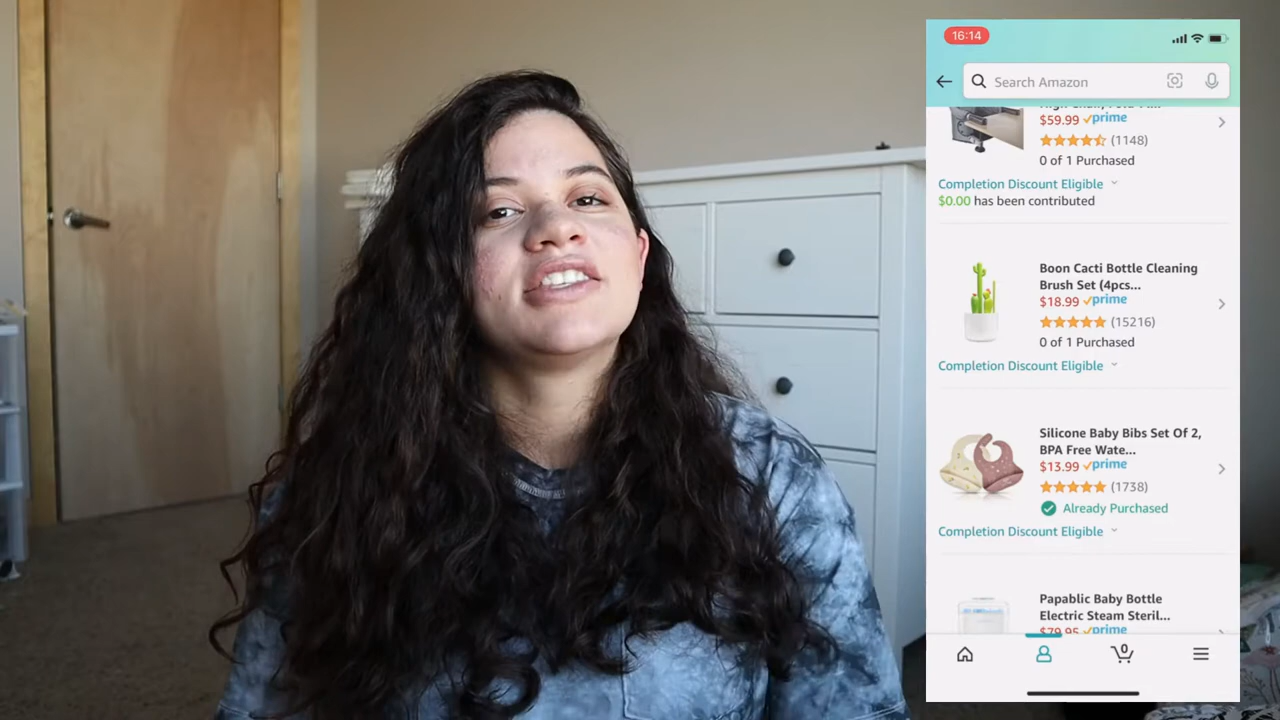 16:14
Search Amazon
$59.99 prime
(1148)
0 of 1 Purchased
Completion Discount Eligible
$0.00 has been contributed
Boon Cacti Bottle Cleaning
Brush Set (4pcs...
$18.99 prime
(15216)
0 of 1 Purchased
Completion Discount Eligible
Silicone Baby Bibs Set Of 2,
BPA Free Wate...
$13.99 prime
(1738)
Already Purchased
Completion Discount Eligible
Papablic Baby Bottle
Electric Steam Steril...
$79.95 prime
0